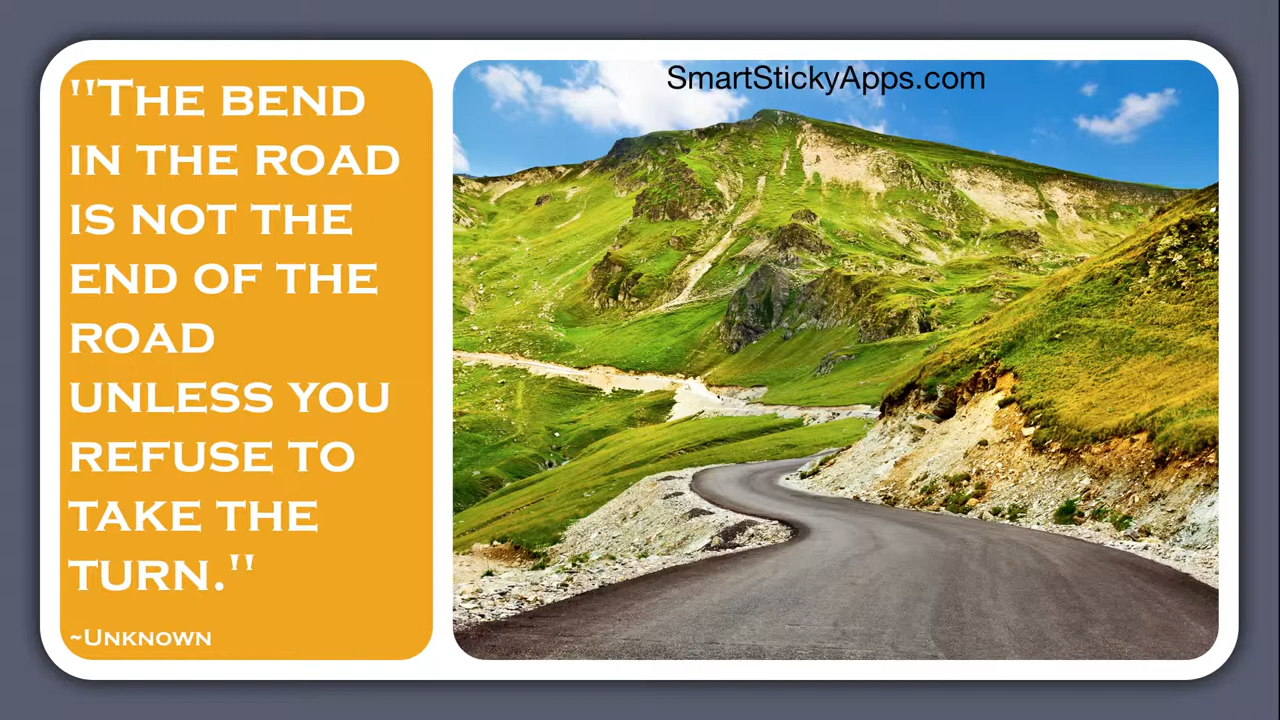 "The bend
in the road
is not the
end of the
road
unless you
refuse to
take the
turn."
~Unknown
SmartStickyApps.com